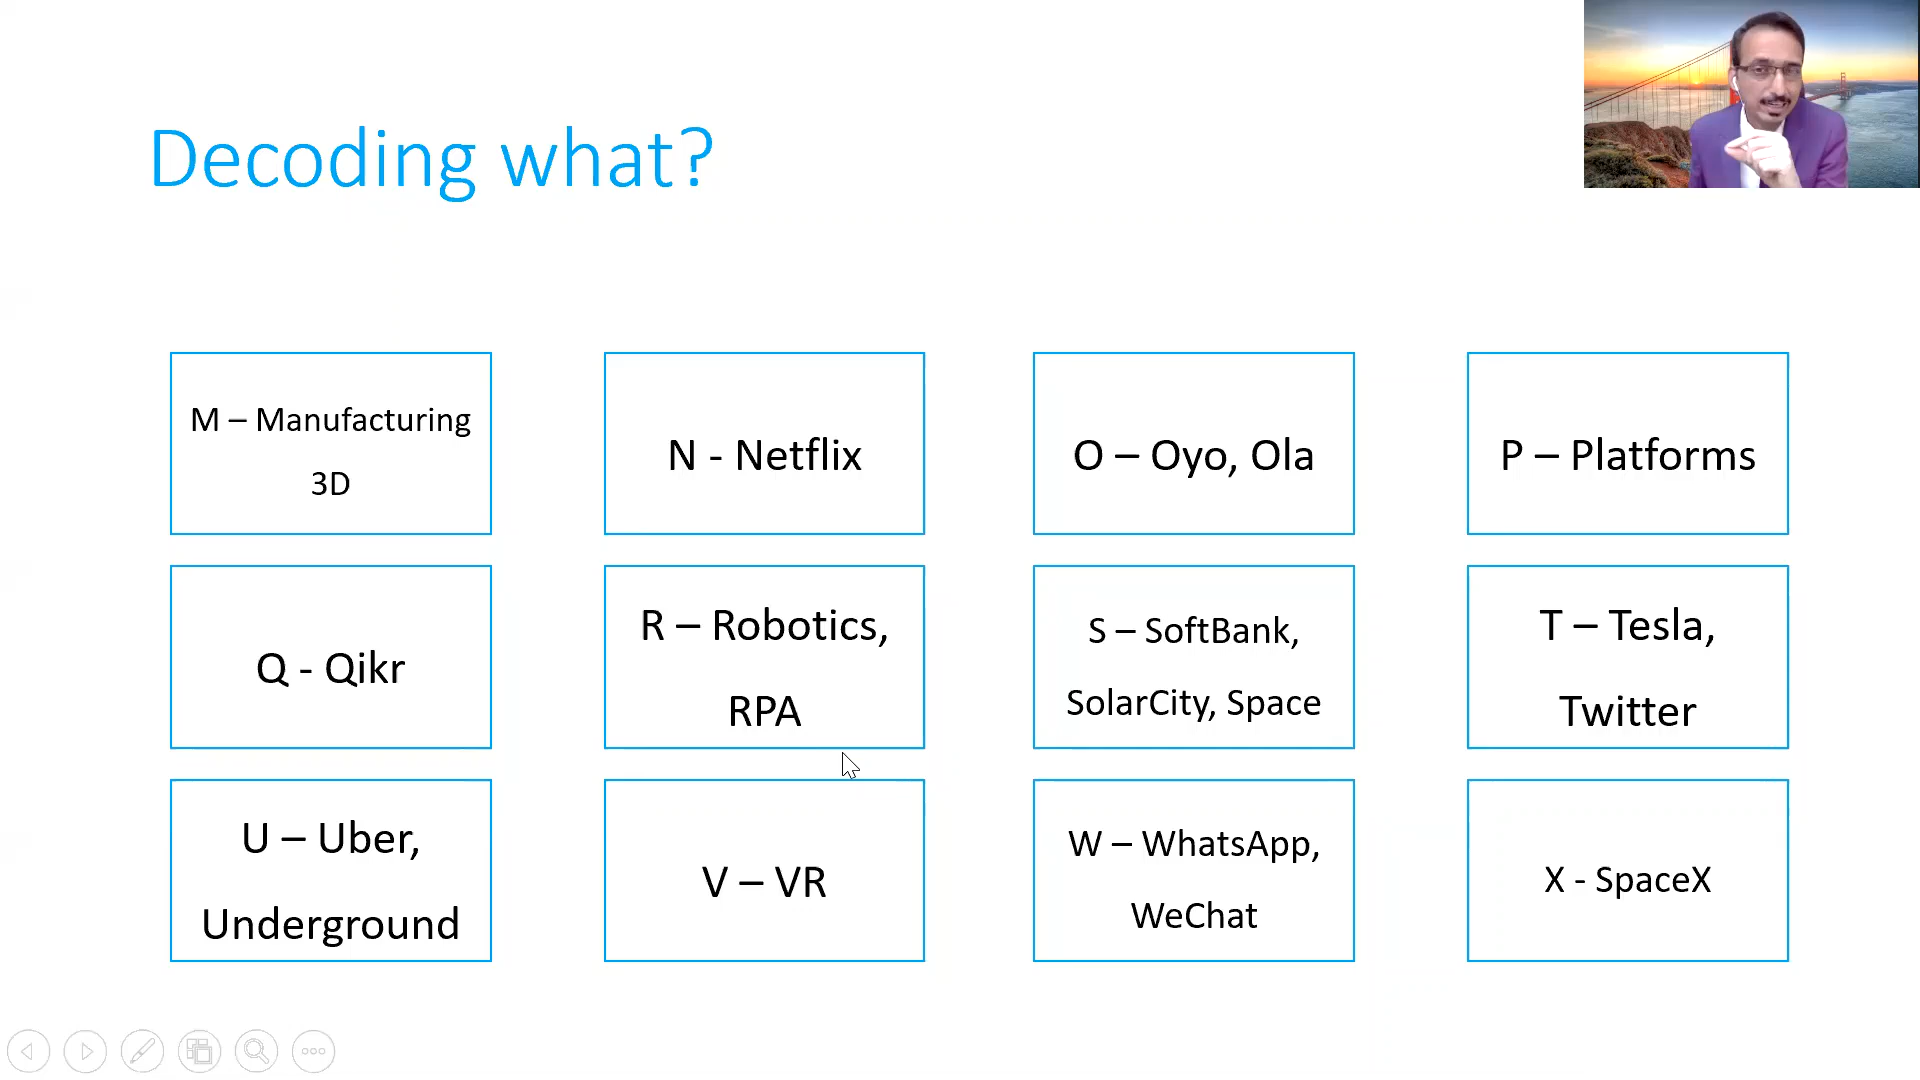 Decoding what?
M – Manufacturing
3D
N - Netflix
O – Oyo, Ola
P – Platforms
Q - Qikr
R – Robotics,
RPA
S – SoftBank,
SolarCity, Space
T – Tesla,
Twitter
U – Uber,
Underground
V – VR
W – WhatsApp,
WeChat
X - SpaceX